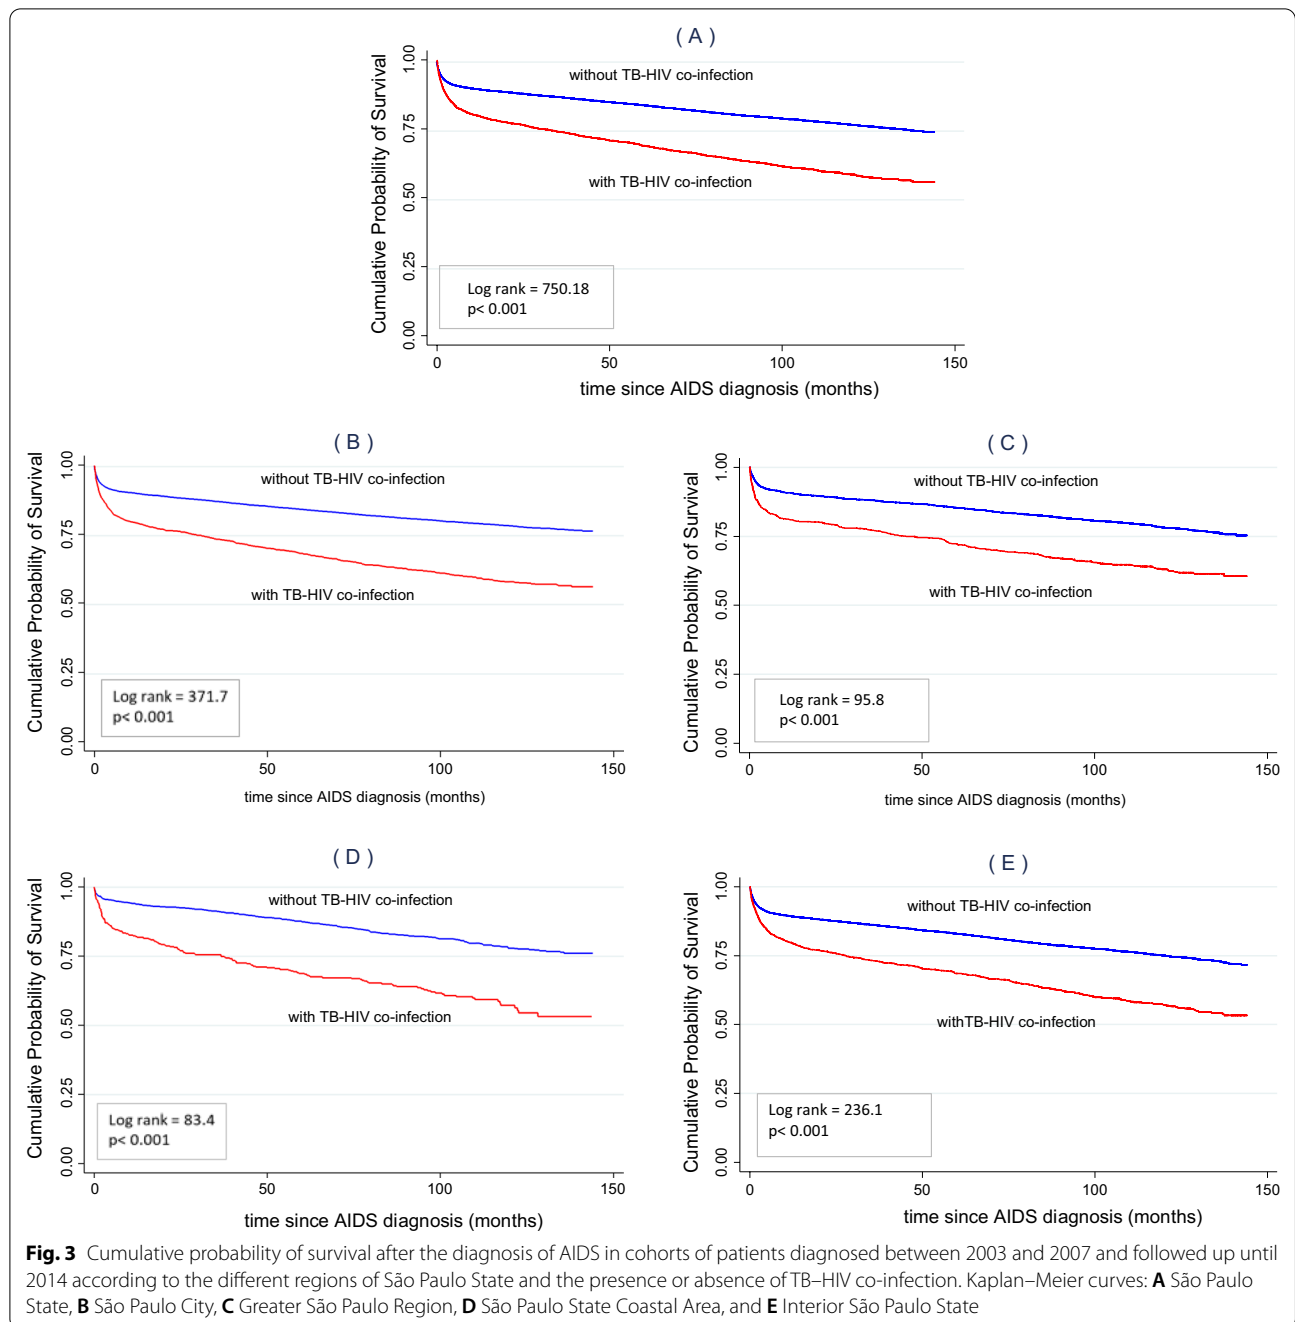 ( A )
Cumulative Probability of Survival
1.00
0.75
0.50
0.25
0.00
without TB-HIV co-infection
with TB-HIV co-infection
Log rank = 750.18
p< 0.001
0 50 100 150
time since AIDS diagnosis (months)
( B )
Cumulative Probability of Survival
1.00
0.75
0.50
0.25
0.00
without TB-HIV co-infection
with TB-HIV co-infection
Log rank = 371.7
p< 0.001
0 50 100 150
time since AIDS diagnosis (months)
( C )
Cumulative Probability of Survival
1.00
0.75
0.50
0.25
0.00
without TB-HIV co-infection
with TB-HIV co-infection
Log rank = 95.8
p< 0.001
0 50 100 150
time since AIDS diagnosis (months)
( D )
Cumulative Probability of Survival
1.00
0.75
0.50
0.25
0.00
without TB-HIV co-infection
with TB-HIV co-infection
Log rank = 83.4
p< 0.001
0 50 100 150
time since AIDS diagnosis (months)
( E )
Cumulative Probability of Survival
1.00
0.75
0.50
0.25
0.00
without TB-HIV co-infection
withTB-HIV co-infection
Log rank = 236.1
p< 0.001
0 50 100 150
time since AIDS diagnosis (months)
Fig. 3 Cumulative probability of survival after the diagnosis of AIDS in cohorts of patients diagnosed between 2003 and 2007 and followed up until
2014 according to the different regions of São Paulo State and the presence or absence of TB–HIV co-infection. Kaplan–Meier curves: A São Paulo
State, B São Paulo City, C Greater São Paulo Region, D São Paulo State Coastal Area, and E Interior São Paulo State